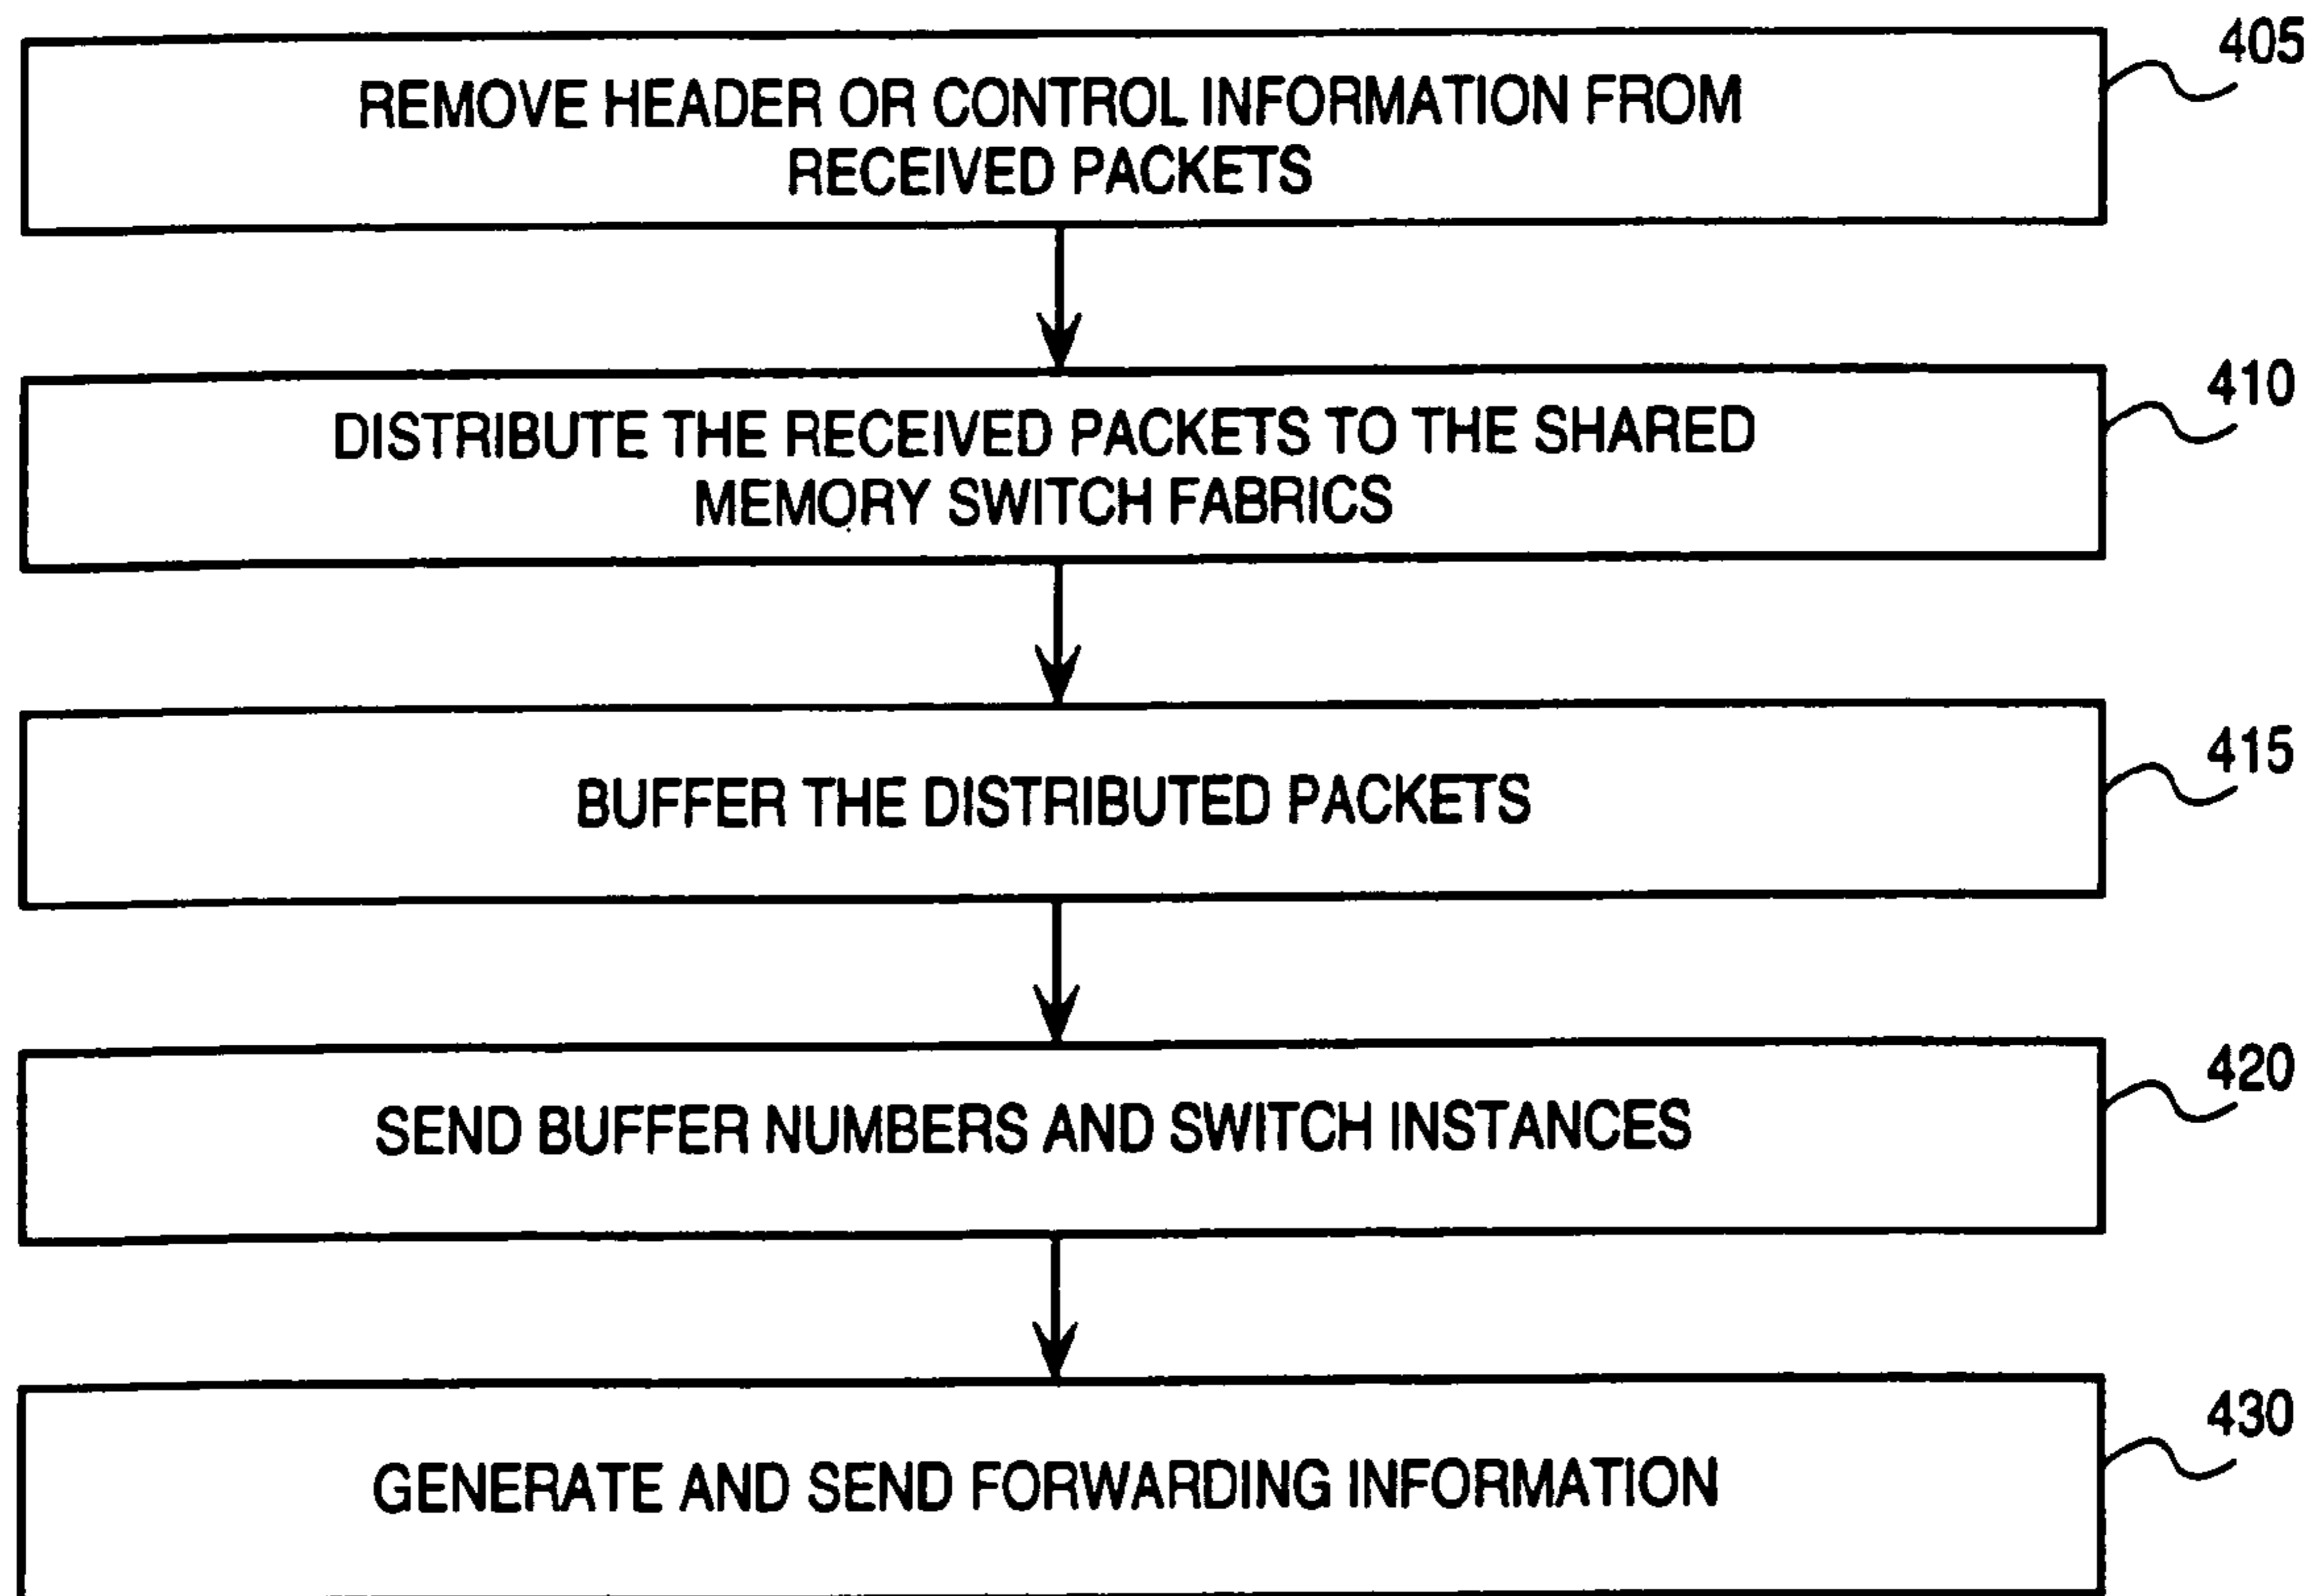 405
REMOVE HEADER OR CONTROL INFORMATION FROM
RECEIVED PACKETS
410
DISTRIBUTE THE RECEIVED PACKETS TO THE SHARED
MEMORY SWITCH FABRICS
415
BUFFER THE DISTRIBUTED PACKETS
420
SEND BUFFER NUMBERS AND SWITCH INSTANCES
430
GENERATE AND SEND FORWARDING INFORMATION